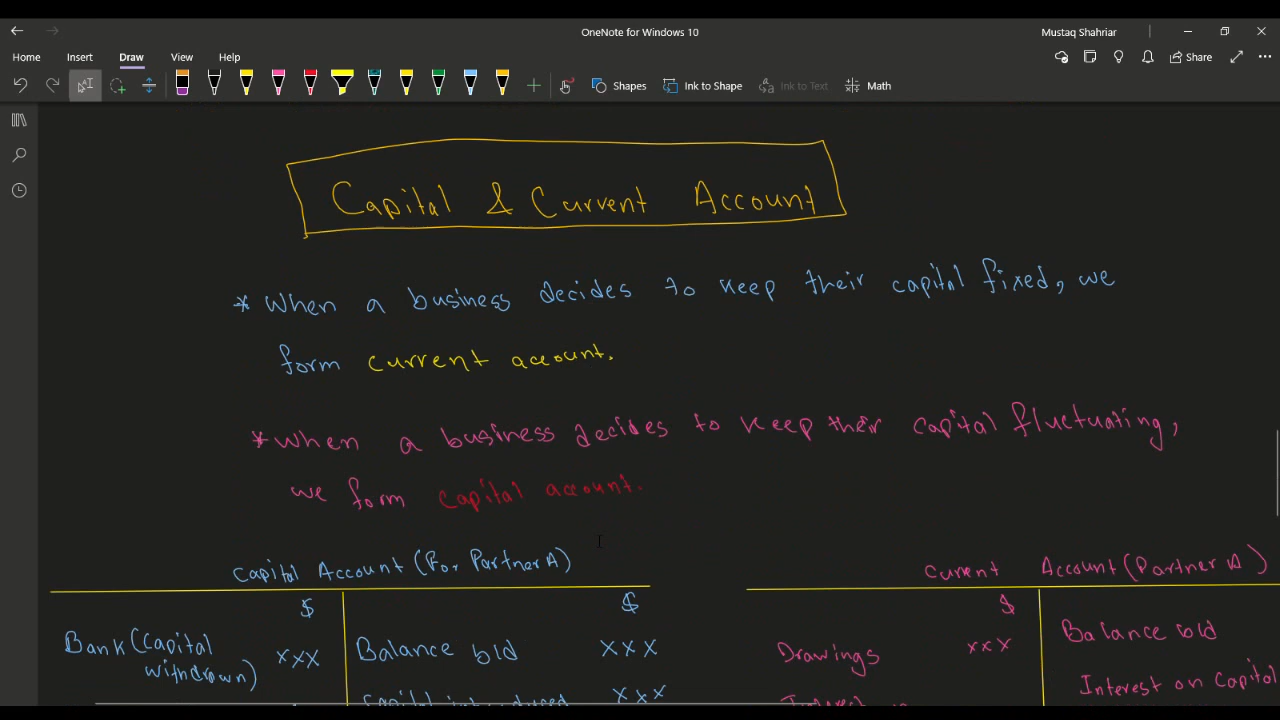 OneNote for Windows 10
Mustaq Shahriar
Home Insert Draw View Help
Share
Shapes Ink to Shape Ink to Text Math
Capital & Current Account
* When a business decides to keep their capital fixed, we
form current account.
* When a business decides to keep their capital fluctuating,
we form capital account.
Capital Account (For Partner A)
$ $
Bank (Capital withdrawn) xxx Balance b/d xxx
Capital introduced xxx
Current Account (Partner A)
$
Drawings xxx Balance b/d
Interest on Capital